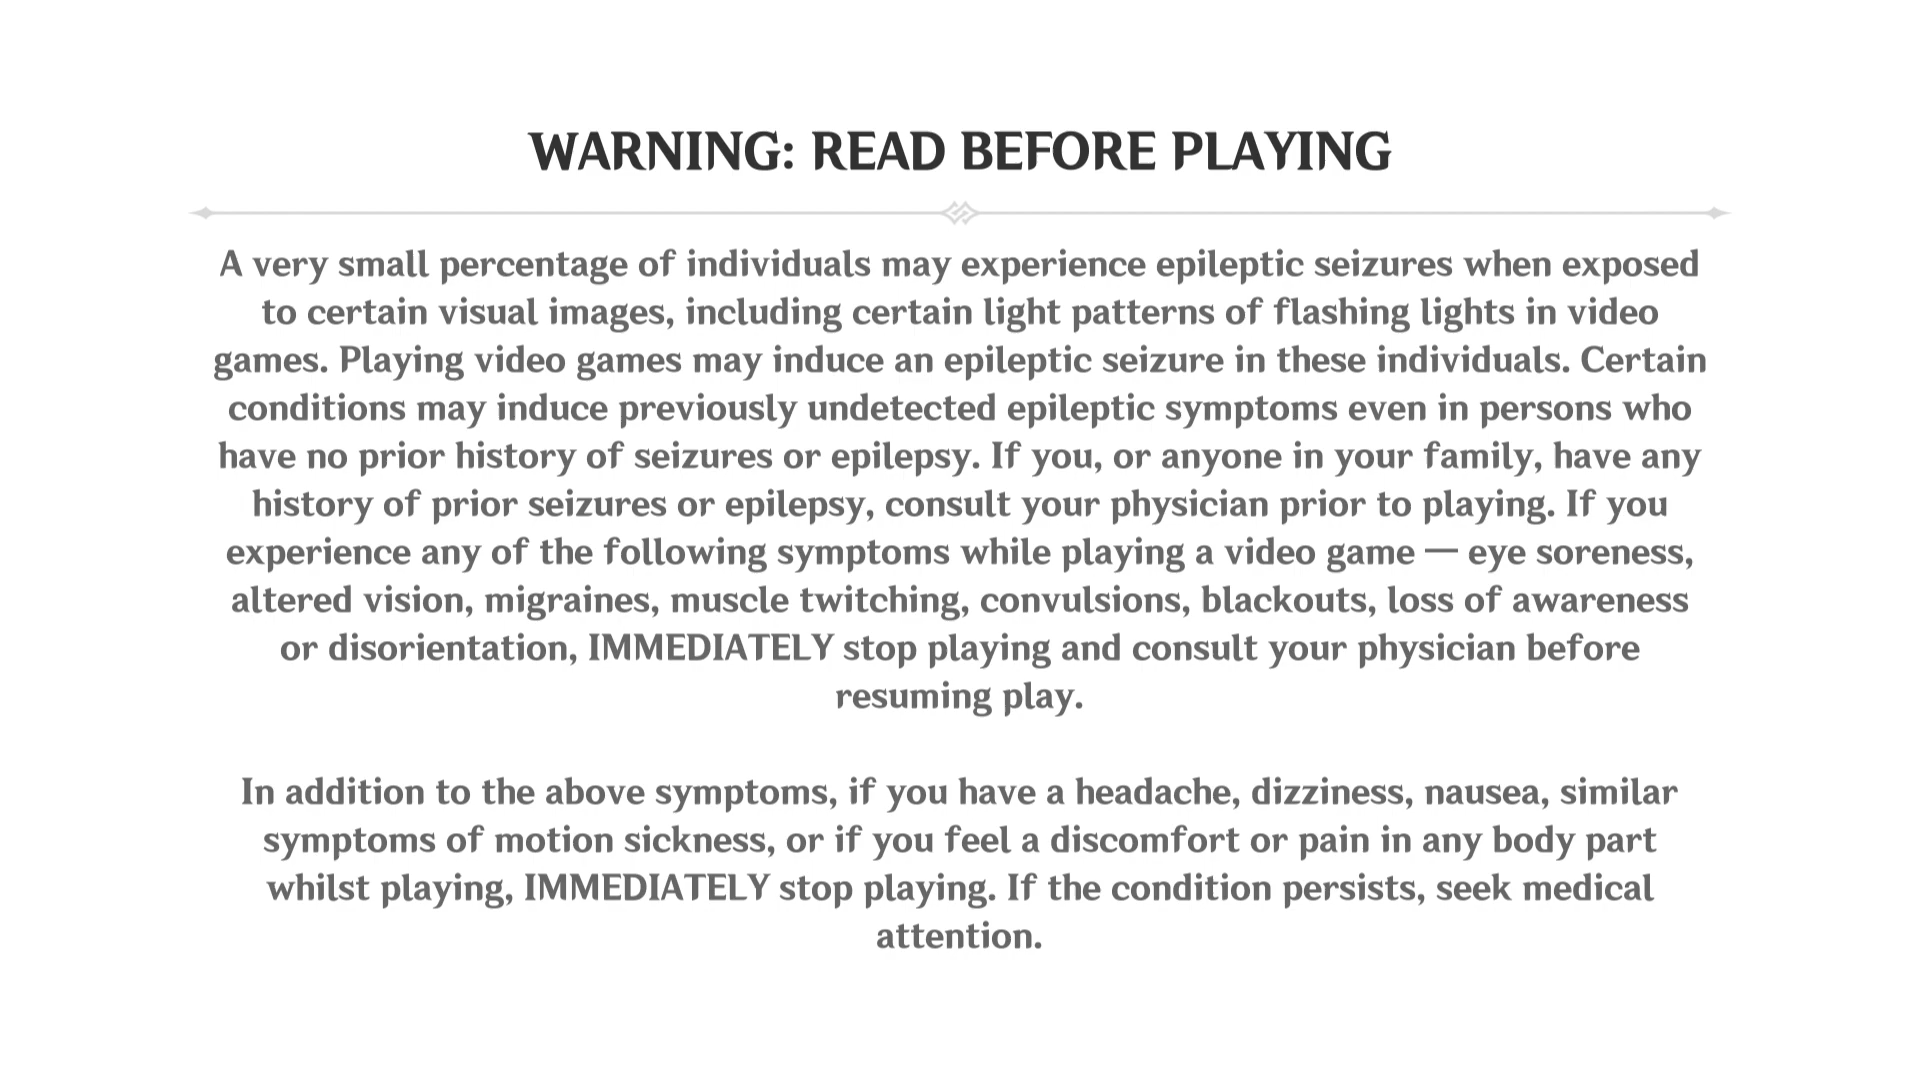 WARNING: READ BEFORE PLAYING
A very small percentage of individuals may experience epileptic seizures when exposed
to certain visual images, including certain light patterns of flashing lights in video
games. Playing video games may induce an epileptic seizure in these individuals. Certain
conditions may induce previously undetected epileptic symptoms even in persons who
have no prior history of seizures or epilepsy. If you, or anyone in your family, have any
history of prior seizures or epilepsy, consult your physician prior to playing. If you
experience any of the following symptoms while playing a video game — eye soreness,
altered vision, migraines, muscle twitching, convulsions, blackouts, loss of awareness
or disorientation, IMMEDIATELY stop playing and consult your physician before
resuming play.
In addition to the above symptoms, if you have a headache, dizziness, nausea, similar
symptoms of motion sickness, or if you feel a discomfort or pain in any body part
whilst playing, IMMEDIATELY stop playing. If the condition persists, seek medical
attention.